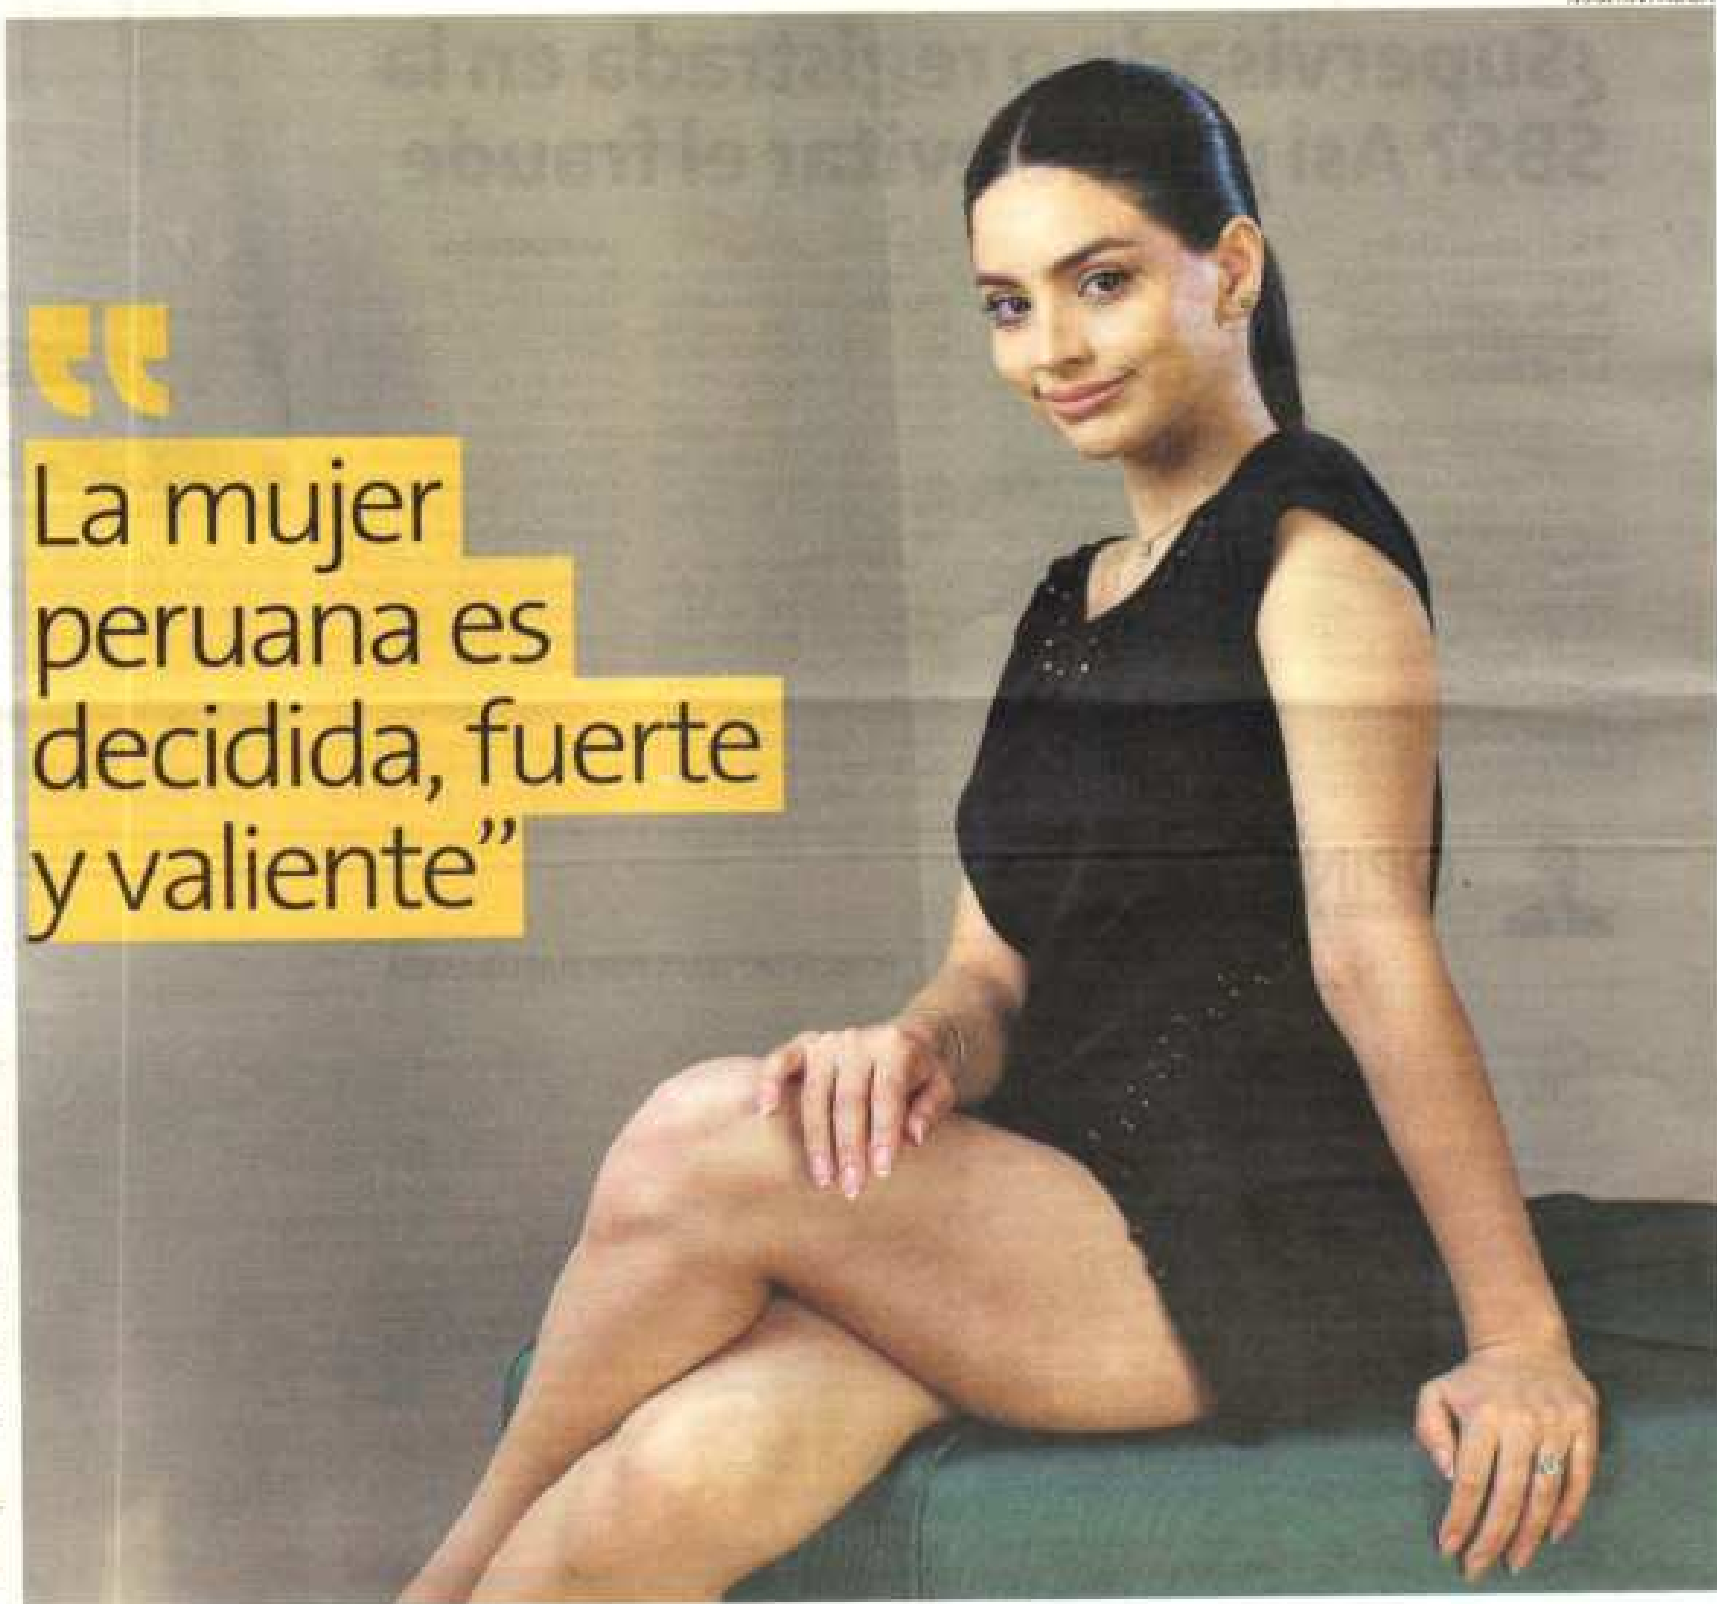 “
La mujer
peruana es
decidida, fuerte
y valiente”